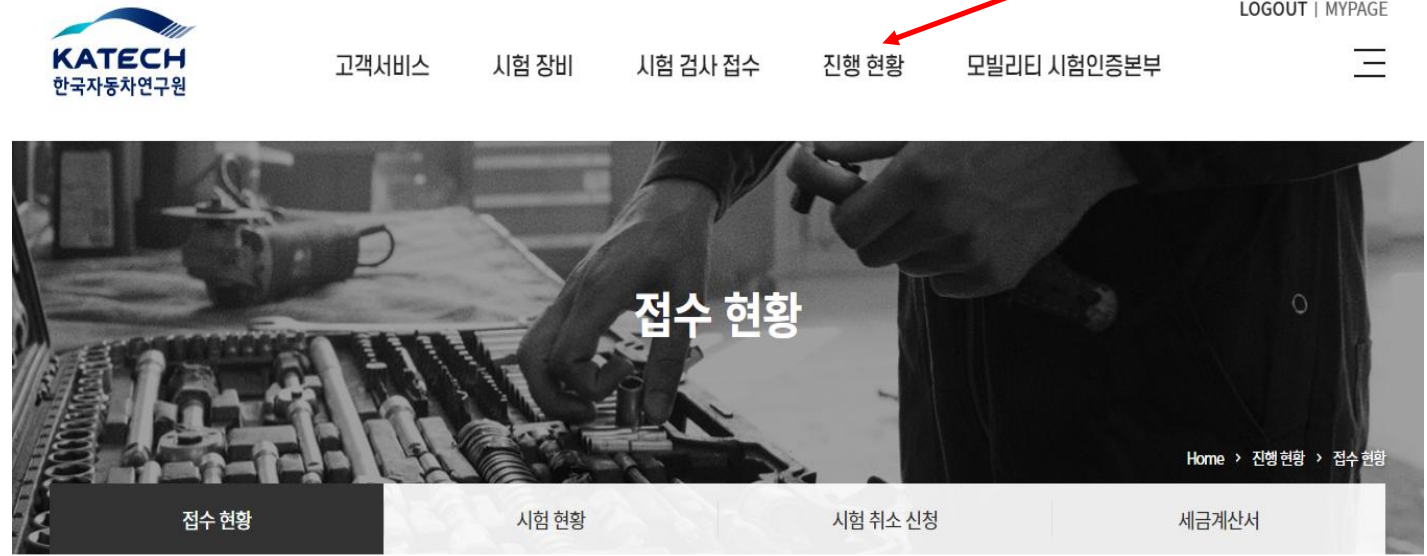 LOGOUT | MYPAGE
KATECH
한국자동차연구원
고객서비스 시험 장비 시험 검사 접수 진행 현황 모빌리티 시험인증본부
접수 현황
Home > 진행 현황 > 접수 현황
접수 현황 시험 현황 시험 취소 신청 세금계산서